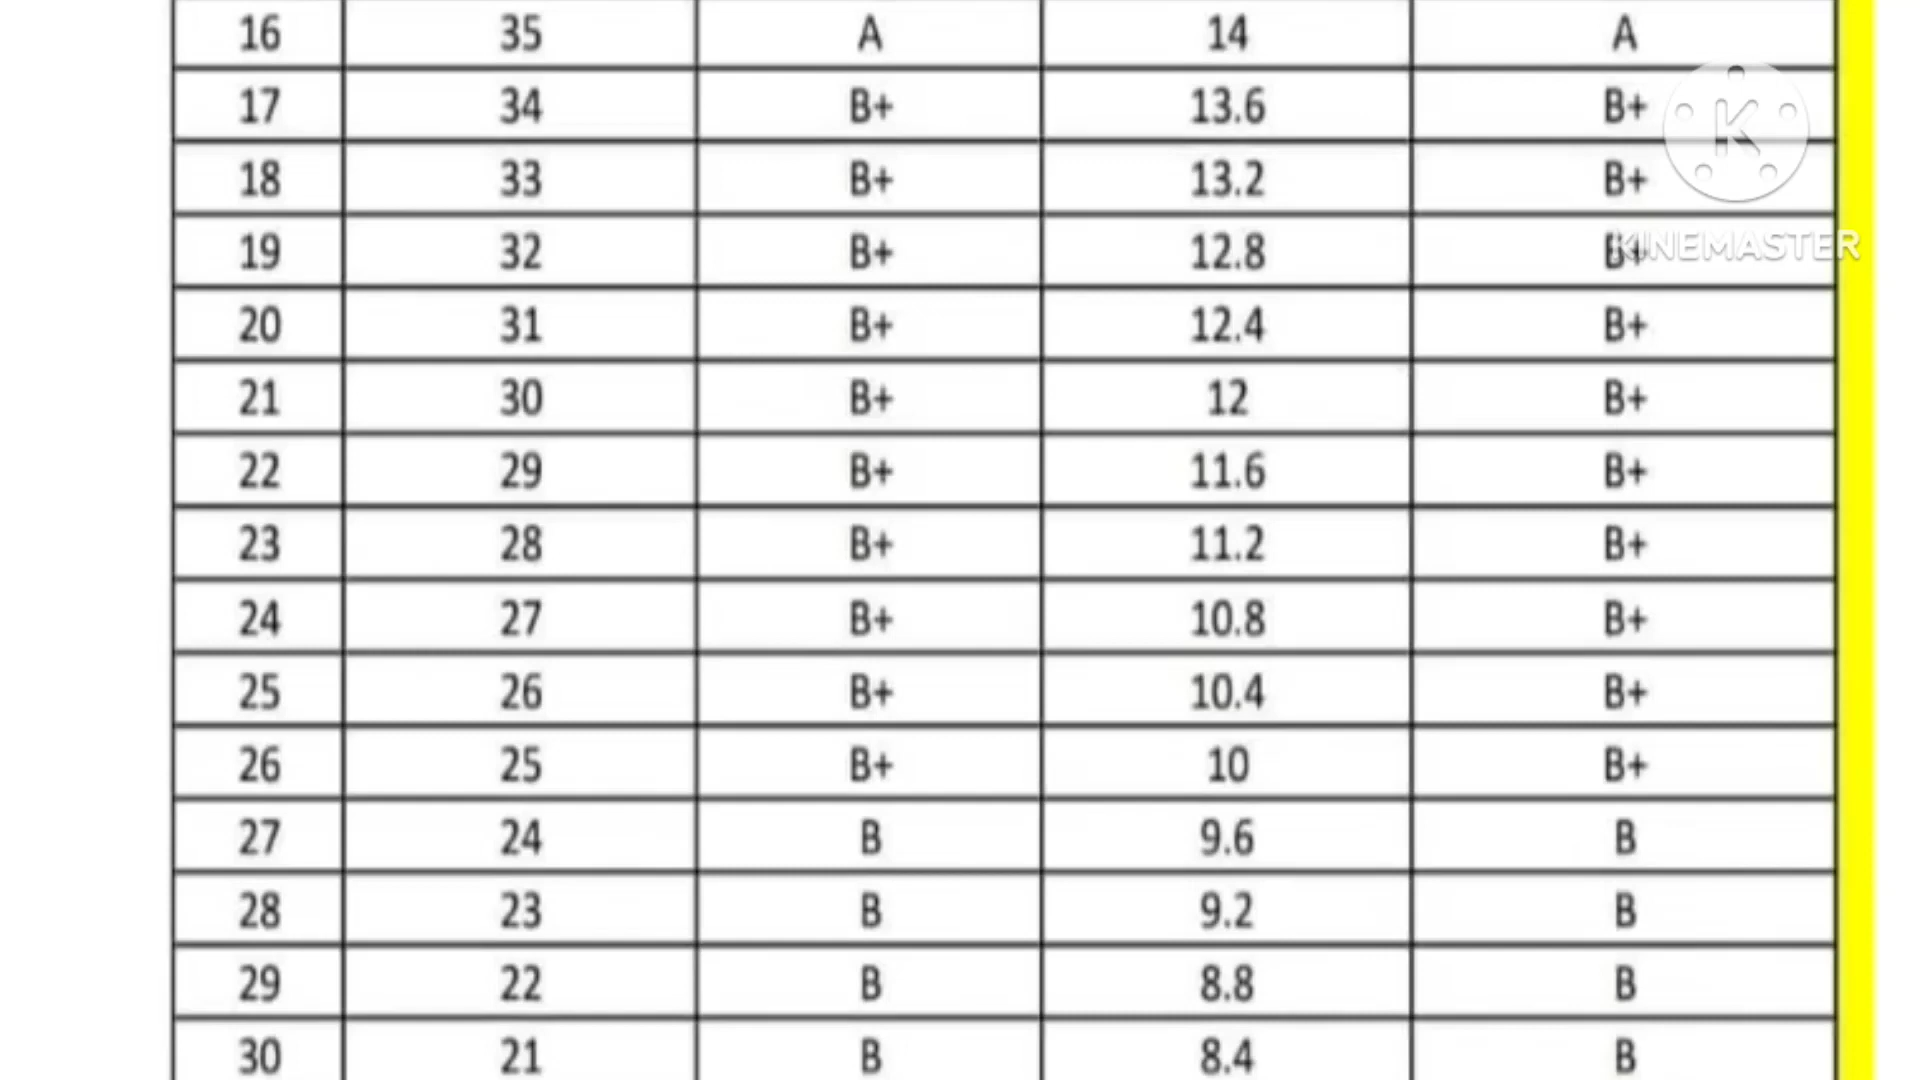 16 35 A 14 A
17 34 B+ 13.6 B+
18 33 B+ 13.2 B+
19 32 B+ 12.8 B+
KINEMASTER
20 31 B+ 12.4 B+
21 30 B+ 12 B+
22 29 B+ 11.6 B+
23 28 B+ 11.2 B+
24 27 B+ 10.8 B+
25 26 B+ 10.4 B+
26 25 B+ 10 B+
27 24 B 9.6 B
28 23 B 9.2 B
29 22 B 8.8 B
30 21 B 8.4 B